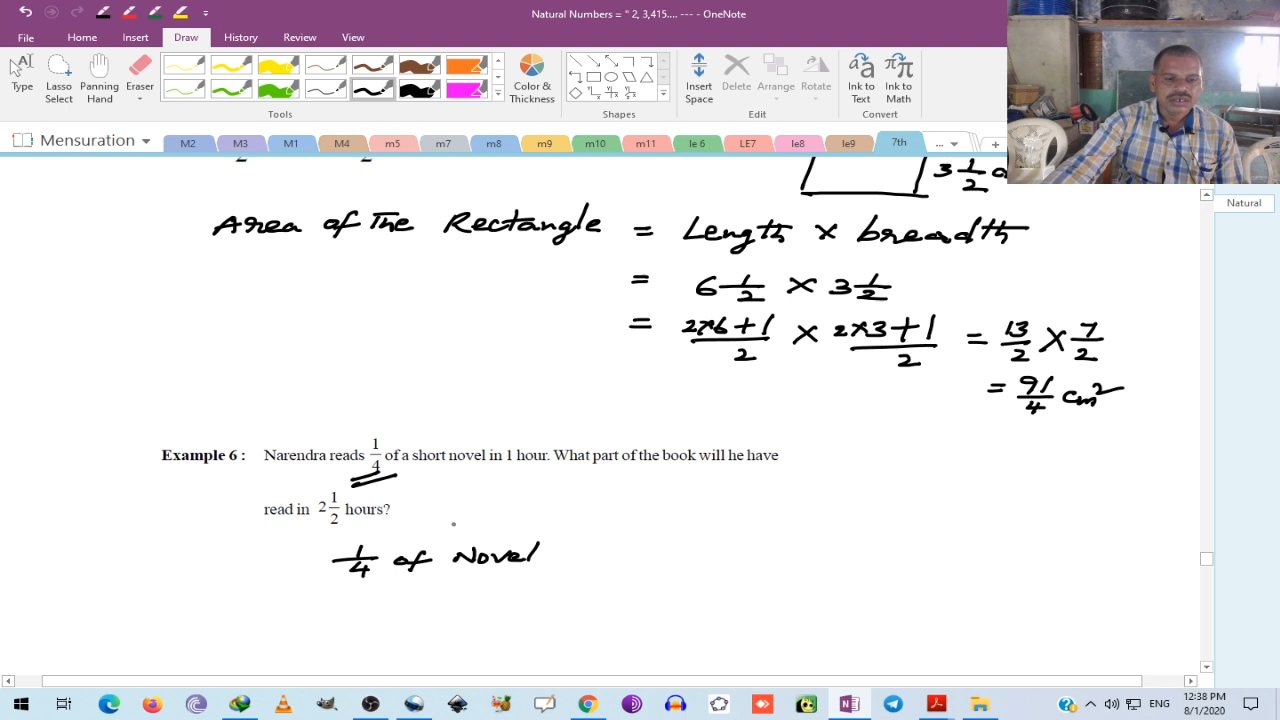 Natural Numbers = " 2, 3,415.... --- - OneNote
File Home Insert Draw History Review View
Type Lasso Select Panning Hand Eraser Color & Thickness Insert Space Delete Arrange Rotate Ink to Text Ink to Math
Tools Shapes Edit Convert
Mensuration M2 M3 M1 M4 m5 m7 m8 m9 m10 m11 le 6 LE7 le8 le9 7th ... +
Natural
2 2
3 1/2
Area of The Rectangle = Length × breadth
= 6 1/2 × 3 1/2
= 2×6+1/2 × 2×3+1/2 = 13/2 × 7/2
= 91/4 cm²
Example 6 : Narendra reads 1/4 of a short novel in 1 hour. What part of the book will he have
read in 2 1/2 hours?
1/4 of Novel
ENG 12:38 PM
8/1/2020